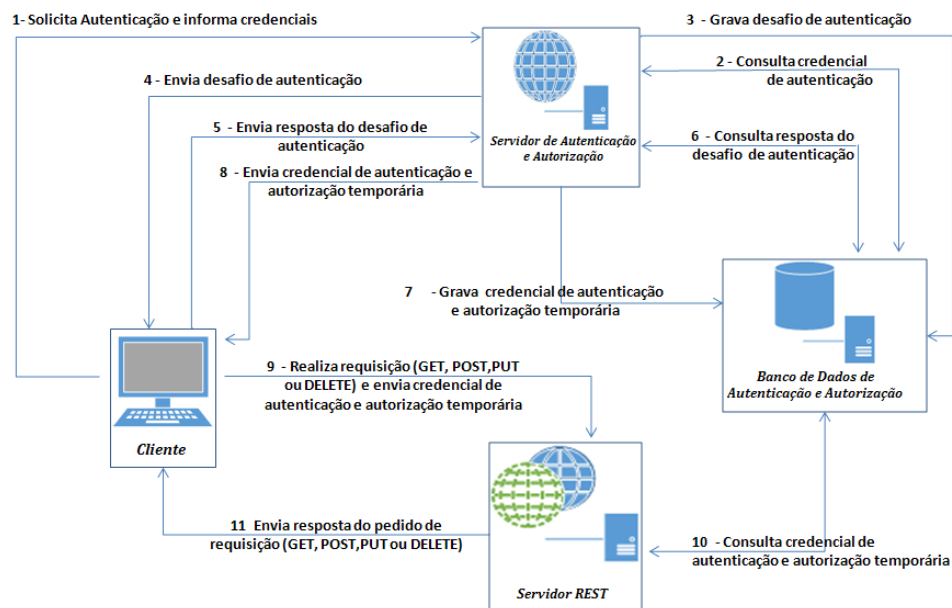 1- Solicita Autenticação e informa credenciais
3 - Grava desafio de autenticação
4 - Envia desafio de autenticação
2 - Consulta credencial
de autenticação
5 - Envia resposta do desafio de
autenticação
Servidor de Autenticação
e Autorização
6 - Consulta resposta do
desafio de autenticação
8 - Envia credencial de autenticação e
autorização temporária
7 - Grava credencial de autenticação
e autorização temporária
9 - Realiza requisição (GET, POST,PUT
ou DELETE) e envia credencial de
autenticação e autorização temporária
Banco de Dados de
Autenticação e Autorização
Cliente
11 Envia resposta do pedido de
requisição (GET, POST,PUT ou DELETE)
10 - Consulta credencial de
autenticação e autorização temporária
Servidor REST